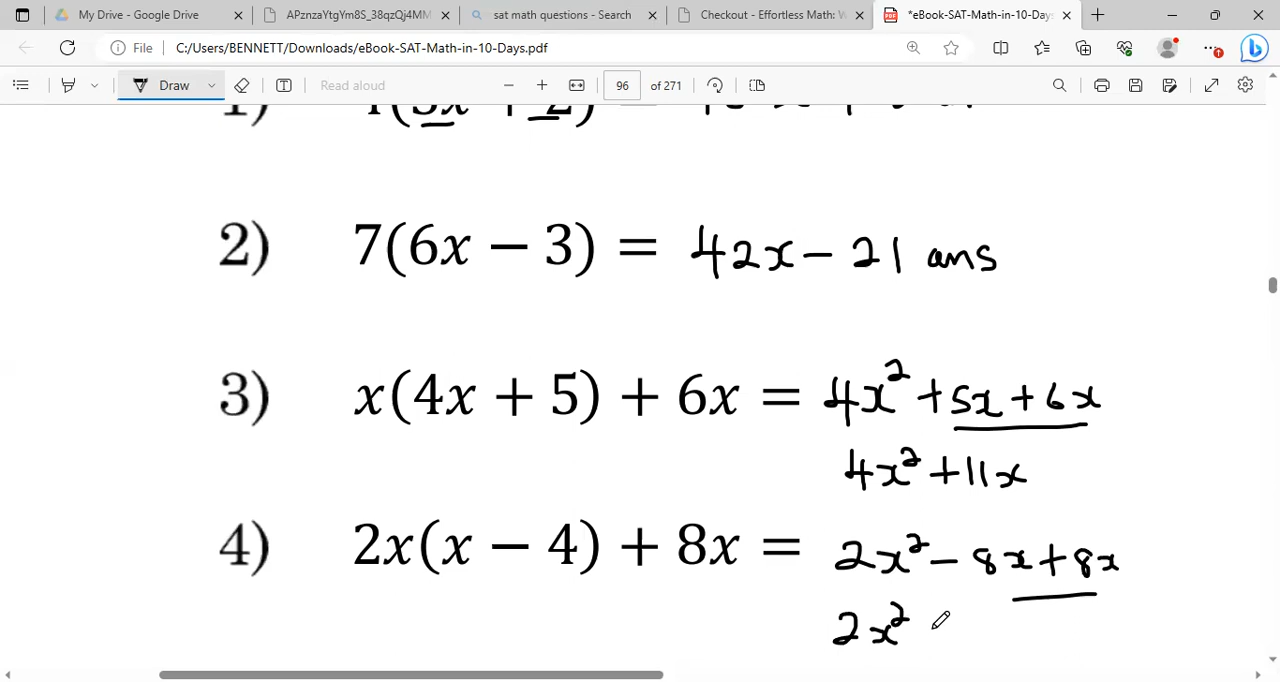 My Drive - Google Drive
APznzaYtgYm8S_38qzQj4MM
sat math questions - Search
Checkout - Effortless Math: W
*eBook-SAT-Math-in-10-Days.
File C:/Users/BENNETT/Downloads/eBook-SAT-Math-in-10-Days.pdf
Draw
Read aloud
96 of 271
2) 7(6x − 3) = 42x − 21 ans
3) x(4x + 5) + 6x = 4x² + 5x + 6x
4x² + 11x
4) 2x(x − 4) + 8x = 2x² − 8x + 8x
2x²